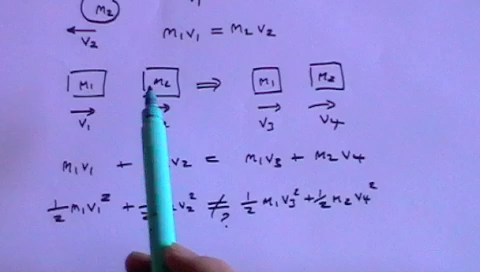 M₂
V₂ M₁V₁ = M₂V₂
M₁ M₂ ⇒ M₁ M₂
V₁ V₃ V₄
M₁V₁ + V₂ = M₁V₃ + M₂V₄
½M₁V₁² + V₂² ≠ ½M₁V₃² + ½M₂V₄²
?